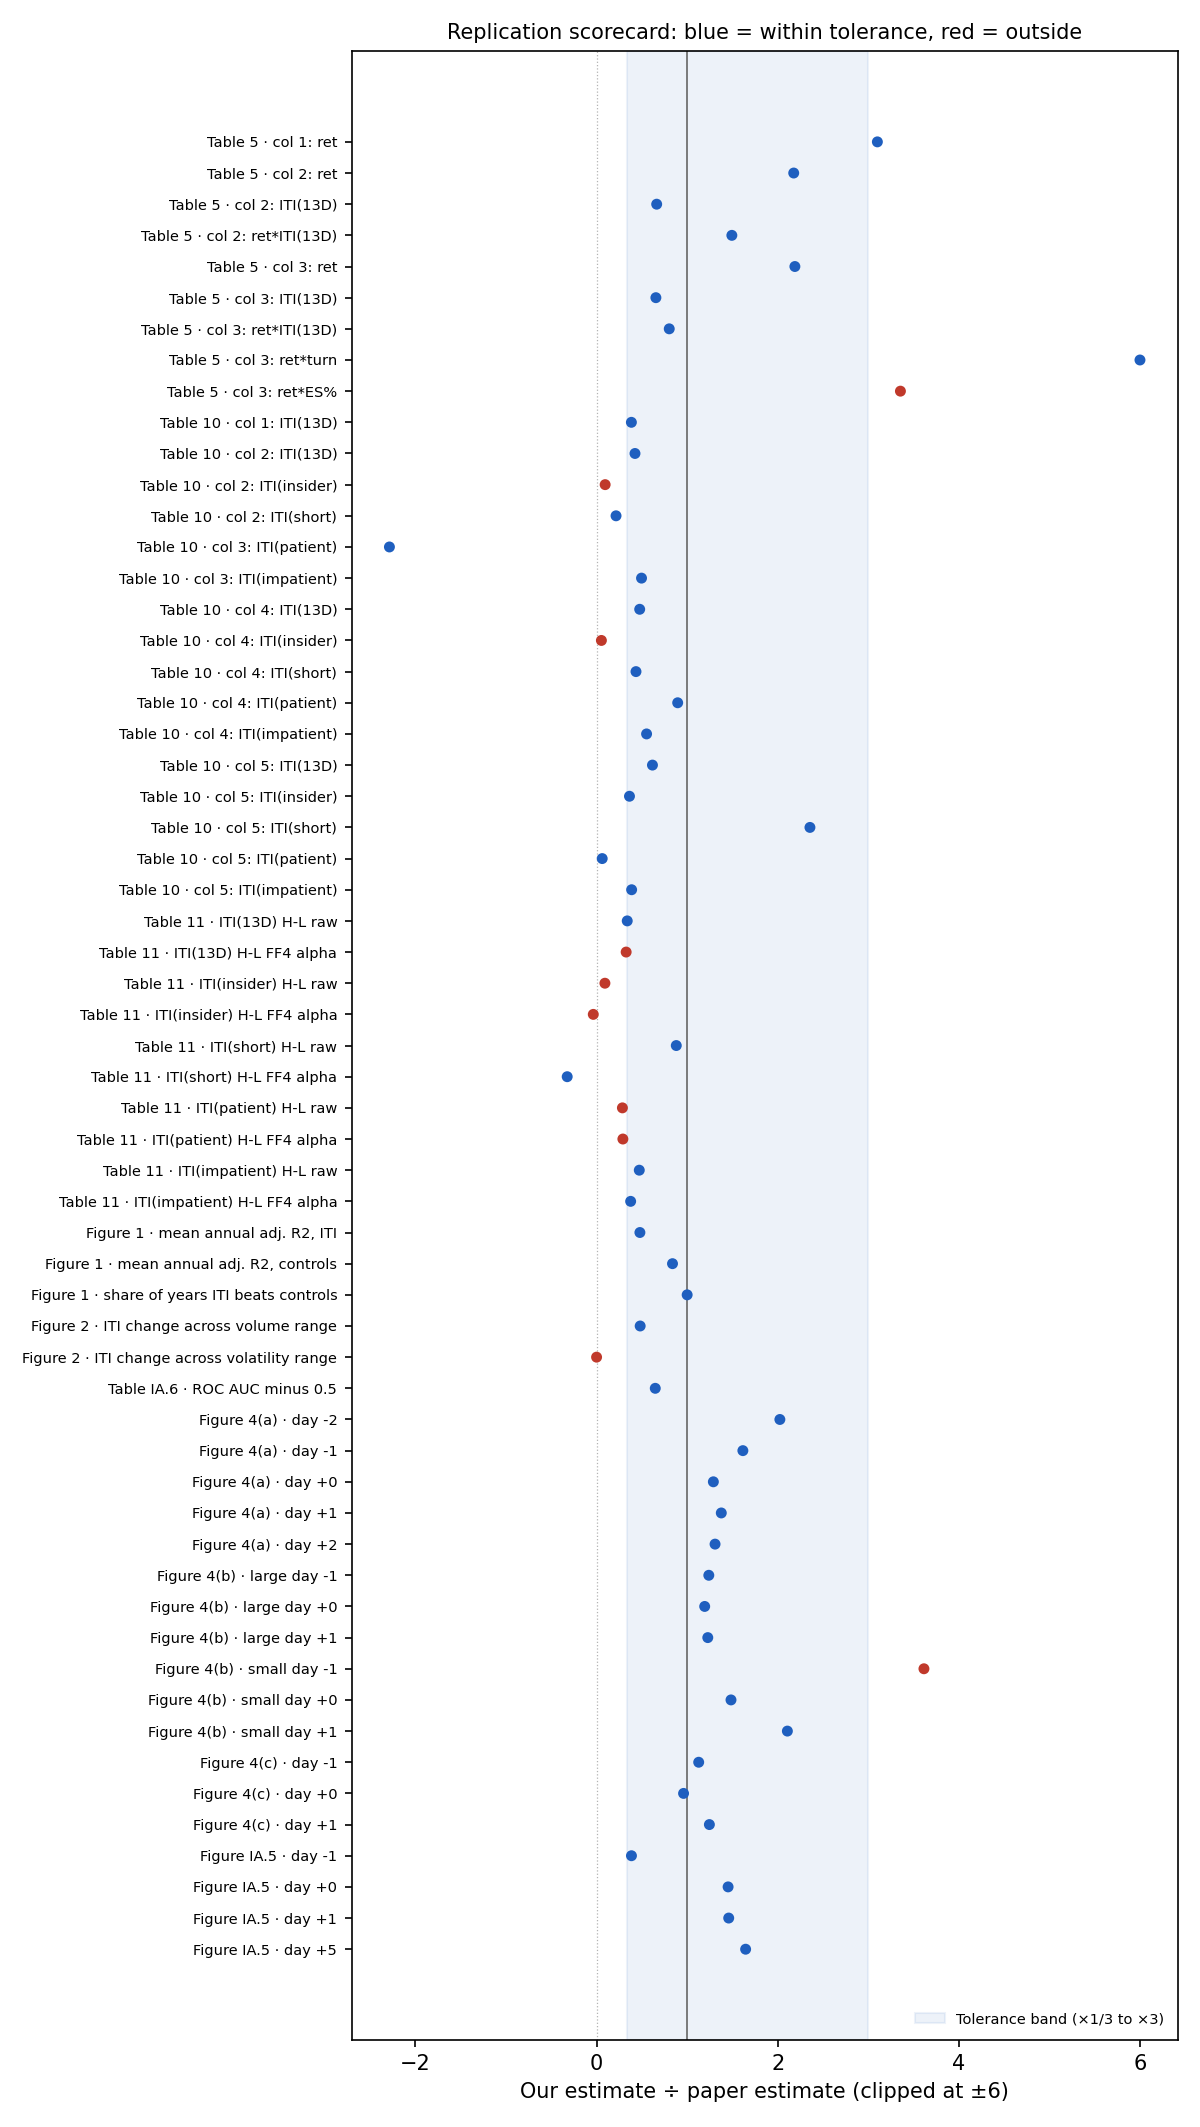 Replication scorecard: blue = within tolerance, red = outside
Table 5 · col 1: ret
Table 5 · col 2: ret
Table 5 · col 2: ITI(13D)
Table 5 · col 2: ret*ITI(13D)
Table 5 · col 3: ret
Table 5 · col 3: ITI(13D)
Table 5 · col 3: ret*ITI(13D)
Table 5 · col 3: ret*turn
Table 5 · col 3: ret*ES%
Table 10 · col 1: ITI(13D)
Table 10 · col 2: ITI(13D)
Table 10 · col 2: ITI(insider)
Table 10 · col 2: ITI(short)
Table 10 · col 3: ITI(patient)
Table 10 · col 3: ITI(impatient)
Table 10 · col 4: ITI(13D)
Table 10 · col 4: ITI(insider)
Table 10 · col 4: ITI(short)
Table 10 · col 4: ITI(patient)
Table 10 · col 4: ITI(impatient)
Table 10 · col 5: ITI(13D)
Table 10 · col 5: ITI(insider)
Table 10 · col 5: ITI(short)
Table 10 · col 5: ITI(patient)
Table 10 · col 5: ITI(impatient)
Table 11 · ITI(13D) H-L raw
Table 11 · ITI(13D) H-L FF4 alpha
Table 11 · ITI(insider) H-L raw
Table 11 · ITI(insider) H-L FF4 alpha
Table 11 · ITI(short) H-L raw
Table 11 · ITI(short) H-L FF4 alpha
Table 11 · ITI(patient) H-L raw
Table 11 · ITI(patient) H-L FF4 alpha
Table 11 · ITI(impatient) H-L raw
Table 11 · ITI(impatient) H-L FF4 alpha
Figure 1 · mean annual adj. R2, ITI
Figure 1 · mean annual adj. R2, controls
Figure 1 · share of years ITI beats controls
Figure 2 · ITI change across volume range
Figure 2 · ITI change across volatility range
Table IA.6 · ROC AUC minus 0.5
Figure 4(a) · day -2
Figure 4(a) · day -1
Figure 4(a) · day +0
Figure 4(a) · day +1
Figure 4(a) · day +2
Figure 4(b) · large day -1
Figure 4(b) · large day +0
Figure 4(b) · large day +1
Figure 4(b) · small day -1
Figure 4(b) · small day +0
Figure 4(b) · small day +1
Figure 4(c) · day -1
Figure 4(c) · day +0
Figure 4(c) · day +1
Figure IA.5 · day -1
Figure IA.5 · day +0
Figure IA.5 · day +1
Figure IA.5 · day +5
Tolerance band (×1/3 to ×3)
−2 0 2 4 6
Our estimate ÷ paper estimate (clipped at ±6)